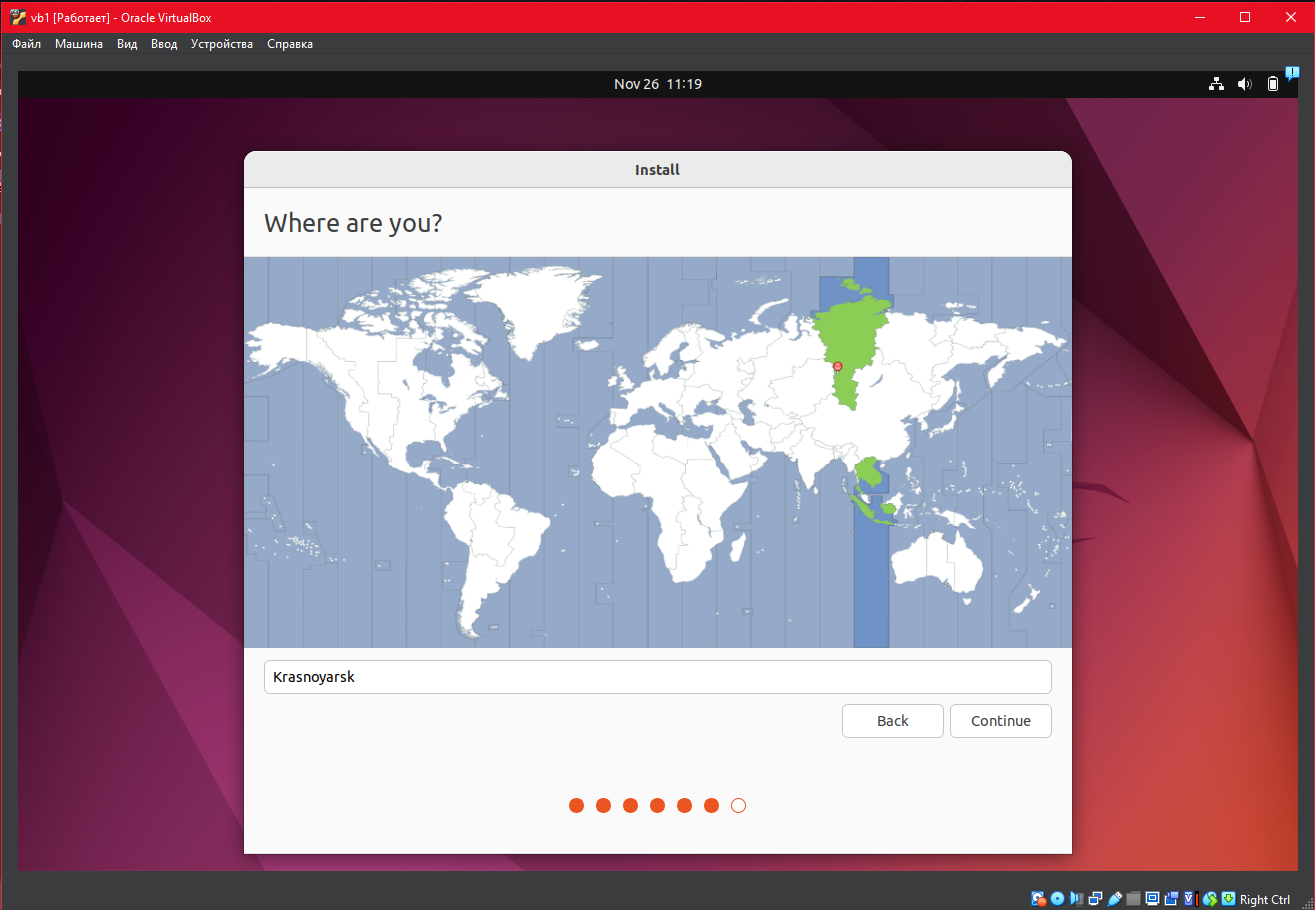 vb1 [Работает] - Oracle VirtualBox
Файл Машина Вид Ввод Устройства Справка
Nov 26 11:19
Install
Where are you?
Krasnoyarsk
Back Continue
Right Ctrl